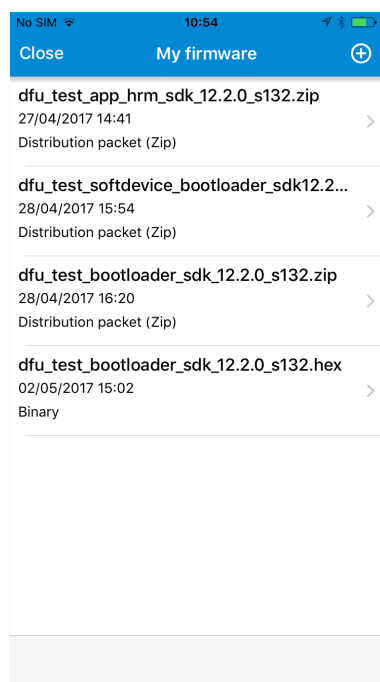 No SIM 10:54
Close My firmware
dfu_test_app_hrm_sdk_12.2.0_s132.zip
27/04/2017 14:41
Distribution packet (Zip)
dfu_test_softdevice_bootloader_sdk12.2...
28/04/2017 15:54
Distribution packet (Zip)
dfu_test_bootloader_sdk_12.2.0_s132.zip
28/04/2017 16:20
Distribution packet (Zip)
dfu_test_bootloader_sdk_12.2.0_s132.hex
02/05/2017 15:02
Binary